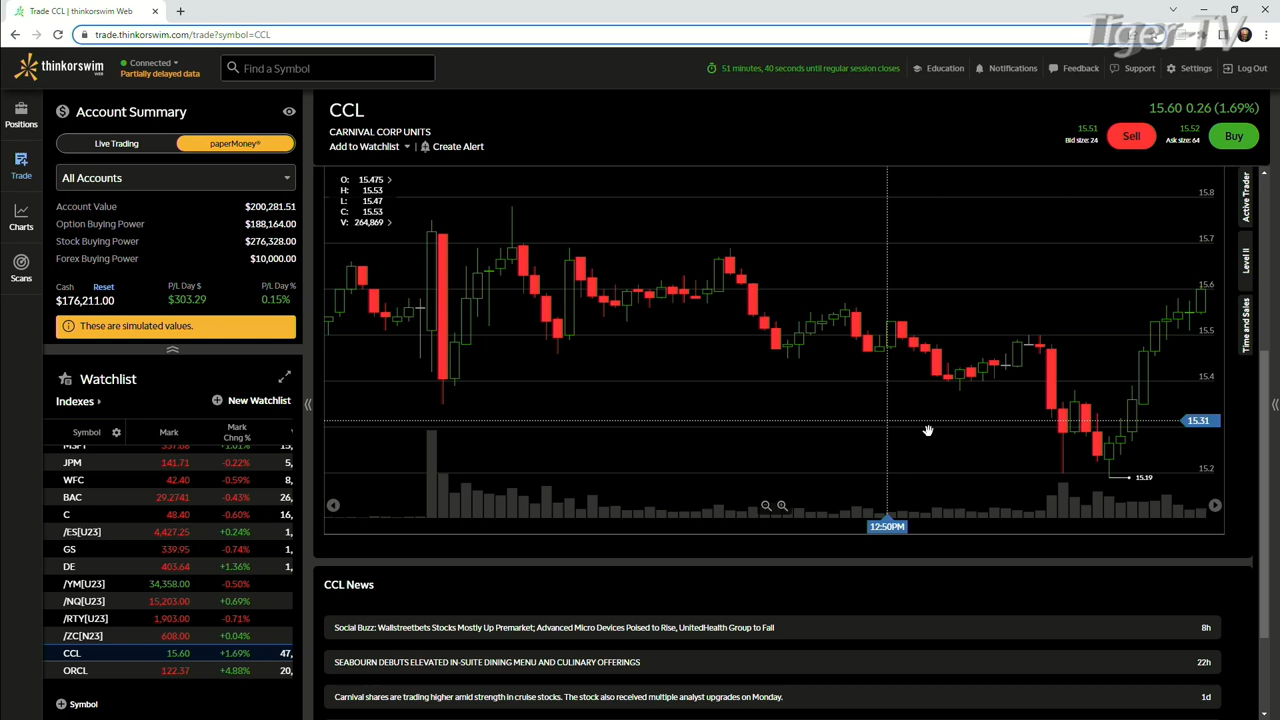 Trade CCL | thinkorswim Web
trade.thinkorswim.com/trade?symbol=CCL
Tiger-TV
thinkorswim
WEB
Connected
Partially delayed data
Find a Symbol
51 minutes, 40 seconds until regular session closes
Education
Notifications
Feedback
Support
Settings
Log Out
Positions
Trade
Charts
Scans
Account Summary
Live Trading
paperMoney®
All Accounts
Account Value $200,281.51
Option Buying Power $188,164.00
Stock Buying Power $276,328.00
Forex Buying Power $10,000.00
Cash Reset P/L Day $ P/L Day %
$176,211.00 $303.29 0.15%
These are simulated values.
Watchlist
Indexes
New Watchlist
Symbol Mark Mark Chng %
JPM 141.71 -0.22% 5,
WFC 42.40 -0.59% 8,
BAC 29.2741 -0.43% 26,
C 48.40 -0.60% 16,
/ES[U23] 4,427.25 +0.24% 1,
GS 339.95 -0.74% 1,
DE 403.64 +1.36% 1,
/YM[U23] 34,358.00 -0.50%
/NQ[U23] 15,203.00 +0.69%
/RTY[U23] 1,903.00 -0.71%
/ZC[N23] 608.00 +0.04%
CCL 15.60 +1.69% 47,
ORCL 122.37 +4.88% 20,
Symbol
CCL
CARNIVAL CORP UNITS
Add to Watchlist | Create Alert
15.60 0.26 (1.69%)
15.51
Bid size: 24
Sell
15.52
Ask size: 64
Buy
O: 15.475
H: 15.53
L: 15.47
C: 15.53
V: 264,869
15.8
15.7
15.6
15.5
15.4
15.31
15.2
15.19
12:50PM
Active Trader
Level II
Time and Sales
CCL News
Social Buzz: Wallstreetbets Stocks Mostly Up Premarket; Advanced Micro Devices Poised to Rise, UnitedHealth Group to Fall 8h
SEABOURN DEBUTS ELEVATED IN-SUITE DINING MENU AND CULINARY OFFERINGS 22h
Carnival shares are trading higher amid strength in cruise stocks. The stock also received multiple analyst upgrades on Monday. 1d